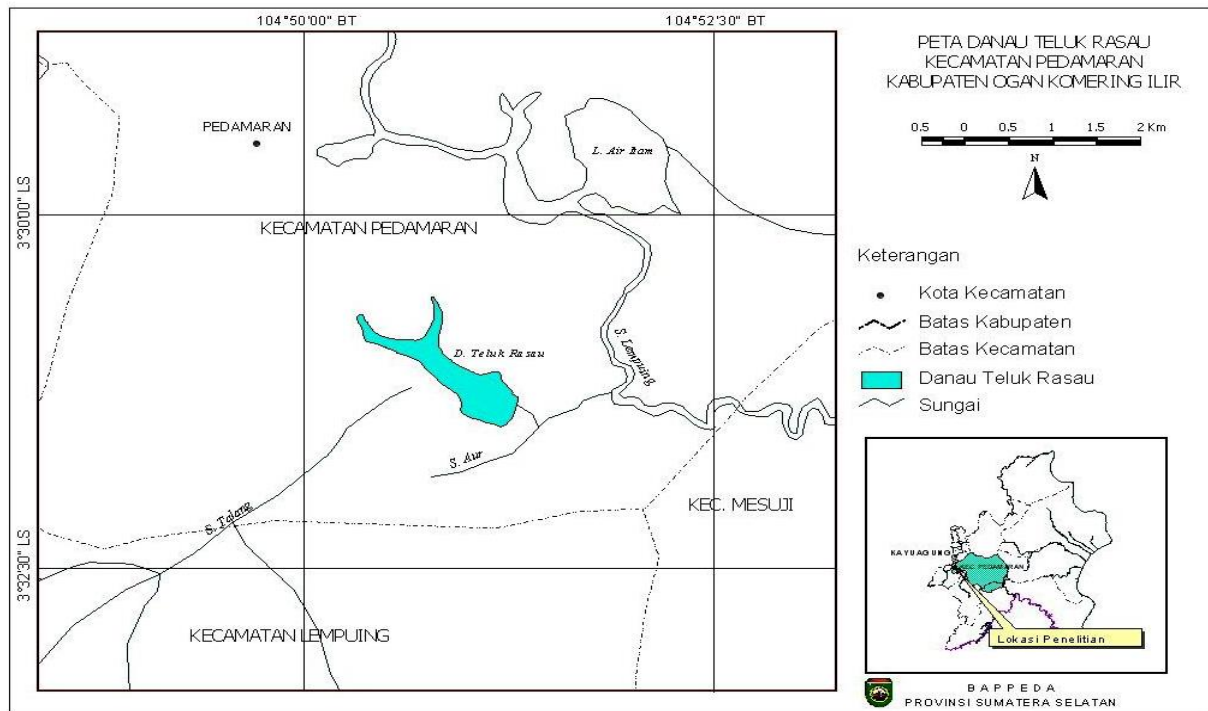 104°50'00" BT
104°52'30" BT
PETA DANAU TELUK RASAU
KECAMATAN PEDAMARAN
KABUPATEN OGAN KOMERING ILIR
0.5 0 0.5 1 1.5 2 Km
N
PEDAMARAN
L. Air Itam
3°30'00" LS
KECAMATAN PEDAMARAN
Keterangan
Kota Kecamatan
Batas Kabupaten
Batas Kecamatan
Danau Teluk Rasau
Sungai
D. Teluk Rasau
S. Lempuing
S. Aur
S. Talang
KEC. MESUJI
3°32'30" LS
KECAMATAN LEMPUING
KAYUAGUNG
KEC. PEDAMARAN
Lokasi Penelitian
BAPPEDA
PROVINSI SUMATERA SELATAN